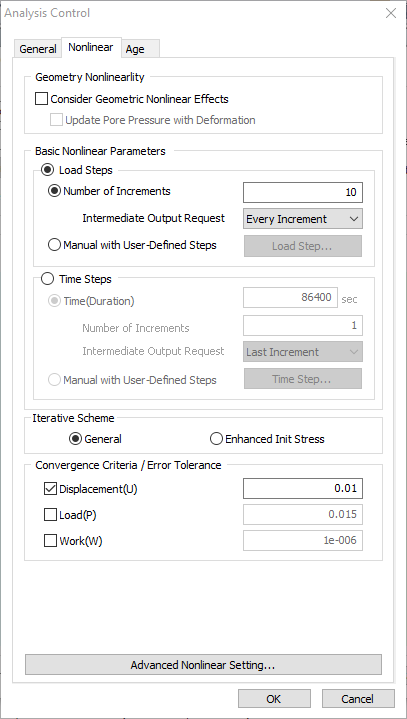 Analysis Control
General Nonlinear Age
Geometry Nonlinearlity
Consider Geometric Nonlinear Effects
Update Pore Pressure with Deformation
Basic Nonlinear Parameters
Load Steps
Number of Increments 10
Intermediate Output Request Every Increment
Manual with User-Defined Steps Load Step...
Time Steps
Time(Duration) 86400 sec
Number of Increments 1
Intermediate Output Request Last Increment
Manual with User-Defined Steps Time Step...
Iterative Scheme
General Enhanced Init Stress
Convergence Criteria / Error Tolerance
Displacement(U) 0.01
Load(P) 0.015
Work(W) 1e-006
Advanced Nonlinear Setting...
OK Cancel